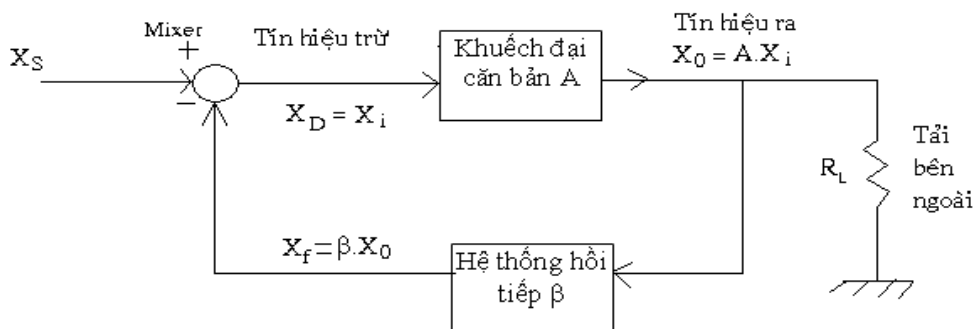 Mixer
+
X_S
−
Tín hiệu trừ
X_D = X_i
Khuếch đại
căn bản A
Tín hiệu ra
X_0 = A.X_i
R_L
Tải
bên
ngoài
X_f = β.X_0
Hệ thống hồi
tiếp β